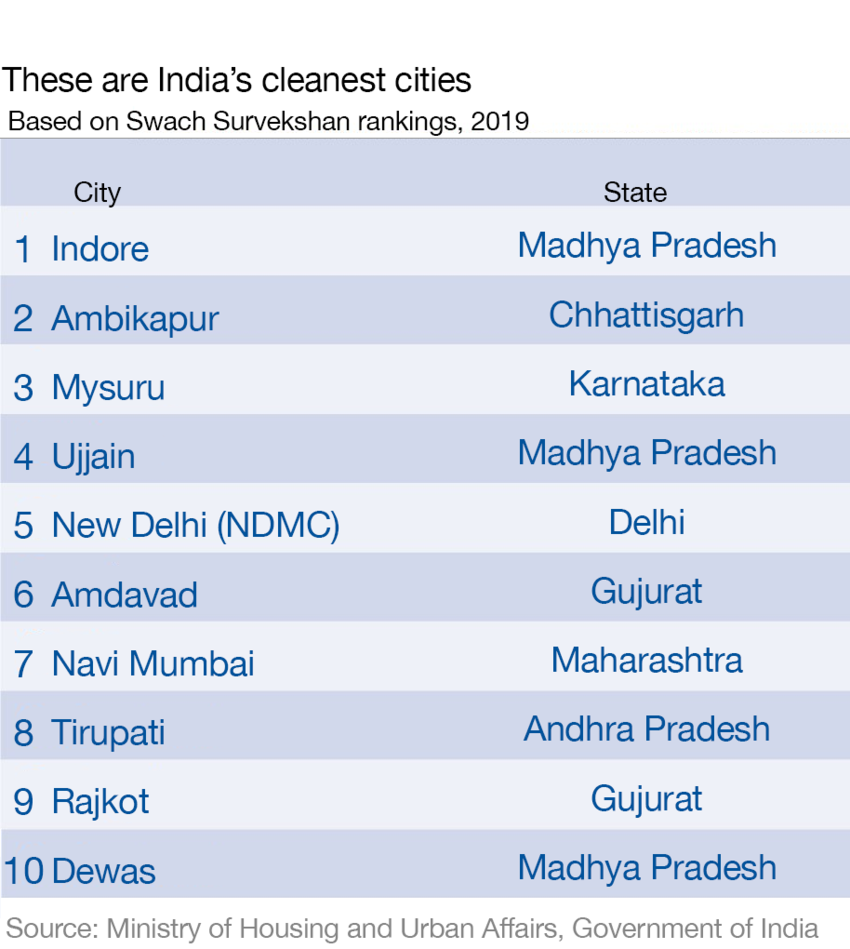 These are India’s cleanest cities
Based on Swach Survekshan rankings, 2019
City State
1 Indore Madhya Pradesh
2 Ambikapur Chhattisgarh
3 Mysuru Karnataka
4 Ujjain Madhya Pradesh
5 New Delhi (NDMC) Delhi
6 Amdavad Gujurat
7 Navi Mumbai Maharashtra
8 Tirupati Andhra Pradesh
9 Rajkot Gujurat
10 Dewas Madhya Pradesh
Source: Ministry of Housing and Urban Affairs, Government of India